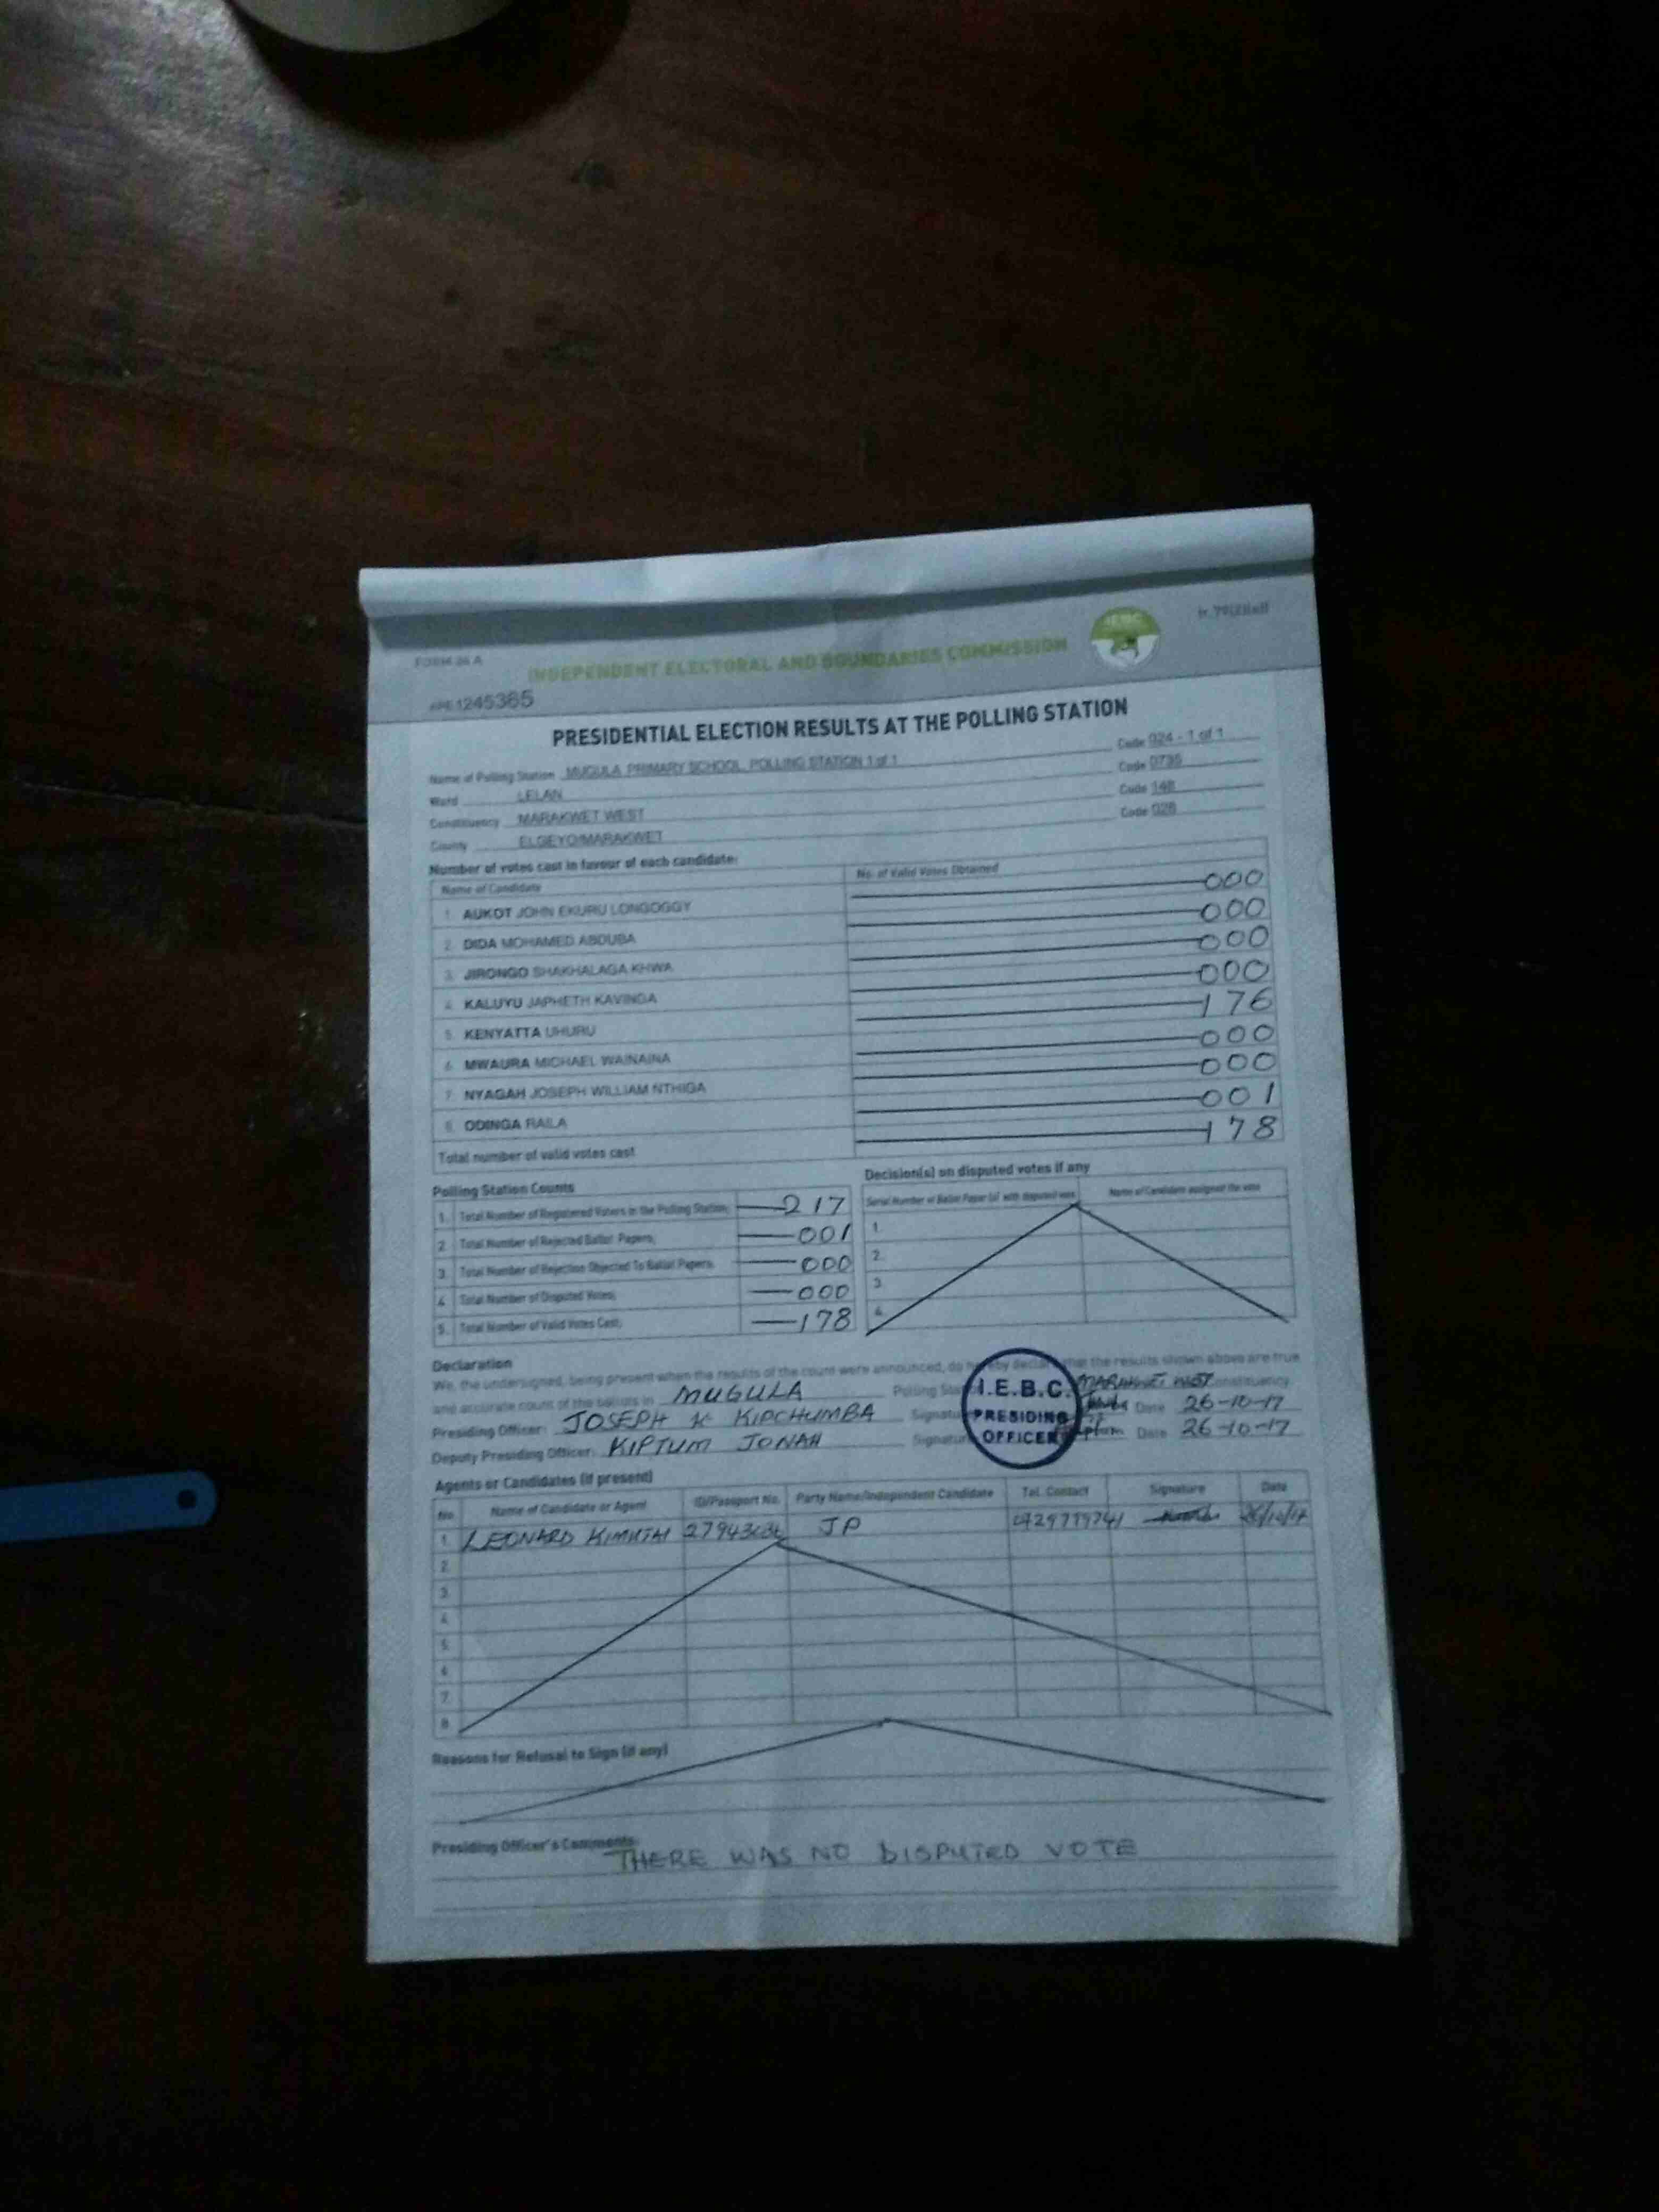 FORM 34 A
INDEPENDENT ELECTORAL AND BOUNDARIES COMMISSION
1245365
PRESIDENTIAL ELECTION RESULTS AT THE POLLING STATION
Name of Polling Station MUGULA PRIMARY SCHOOL POLLING STATION 1 of 1 Code 024 - 1 of 1
Ward LELAN Code 0735
Constituency MARAKWET WEST Code 148
County ELGEYO/MARAKWET Code 028
Number of votes cast in favour of each candidate:
Name of Candidate No. of Valid Votes Obtained
1. AUKOT JOHN EKURU LONGOGGY 000
2. DIDA MOHAMED ABDUBA 000
3. JIRONGO SHAKHALAGA KHWA 000
4. KALUYU JAPHETH KAVINGA 000
5. KENYATTA UHURU 176
6. MWAURA MICHAEL WAINAINA 000
7. NYAGAH JOSEPH WILLIAM NTHIGA 000
8. ODINGA RAILA 001
Total number of valid votes cast 178
Polling Station Counts
1. Total Number of Registered Voters in the Polling Station; 217
2. Total Number of Rejected Ballot Papers; 001
3. Total Number of Rejection Objected To Ballot Papers; 000
4. Total Number of Disputed Votes; 000
5. Total Number of Valid Votes Cast; 178
Decision(s) on disputed votes if any
Serial Number of Ballot Paper (s) with disputed vote Name of Candidate assigned the vote
1.
2.
3.
4.
Declaration
We, the undersigned, being present when the results of the count were announced, do hereby declare that the results shown above are true
and accurate count of the ballots in MUGULA Polling Station MARAKWET WEST Constituency
Presiding Officer: JOSEPH K KIPCHUMBA Signature Date 26-10-17
Deputy Presiding Officer: KIPTUM JONAH Signature Date 26-10-17
I.E.B.C.
PRESIDING
OFFICER
Agents or Candidates (if present)
No Name of Candidate or Agent ID/Passport No. Party Name/Independent Candidate Tel. Contact Signature Date
1. LEONARD KIMUTAI JP 26/10/17
2.
3.
4.
5.
6.
7.
8.
Reasons for Refusal to Sign (if any)
Presiding Officer's Comments:
THERE WAS NO DISPUTED VOTE